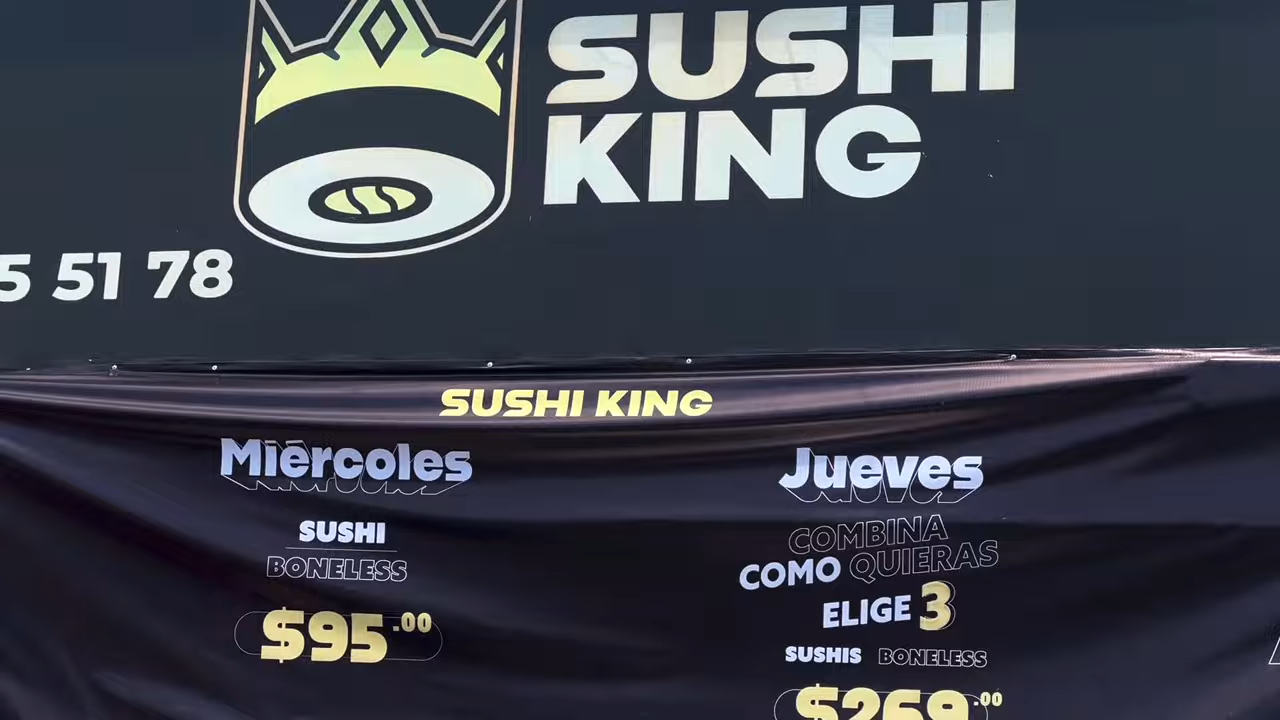 SUSHI
KING
5 51 78
SUSHI KING
Miércoles
SUSHI
BONELESS
$95.00
Jueves
COMBINA
COMO QUIERAS
ELIGE 3
SUSHIS BONELESS
$269.00